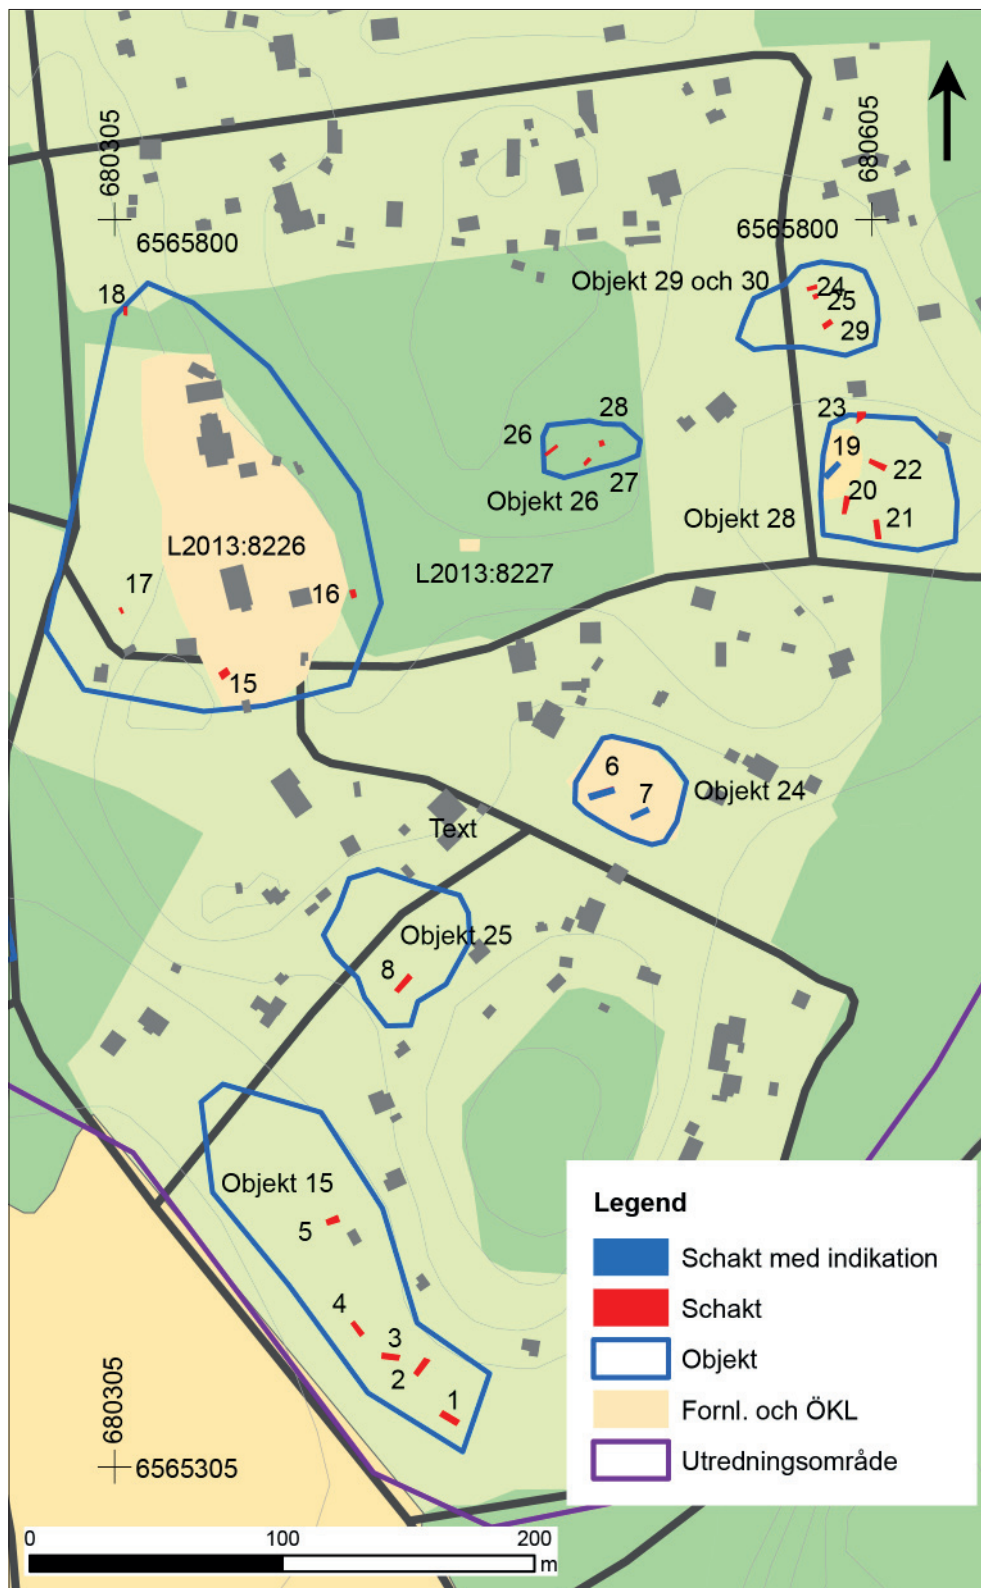 680305
680605
6565800
6565800
Objekt 29 och 30
24
25
29
18
23
28
26
27
Objekt 26
19
22
20
21
Objekt 28
L2013:8226
L2013:8227
17
16
15
6
7
Objekt 24
Text
Objekt 25
8
Objekt 15
5
4
3
2
1
680305
6565305
Legend
Schakt med indikation
Schakt
Objekt
Fornl. och ÖKL
Utredningsområde
0 100 200
m